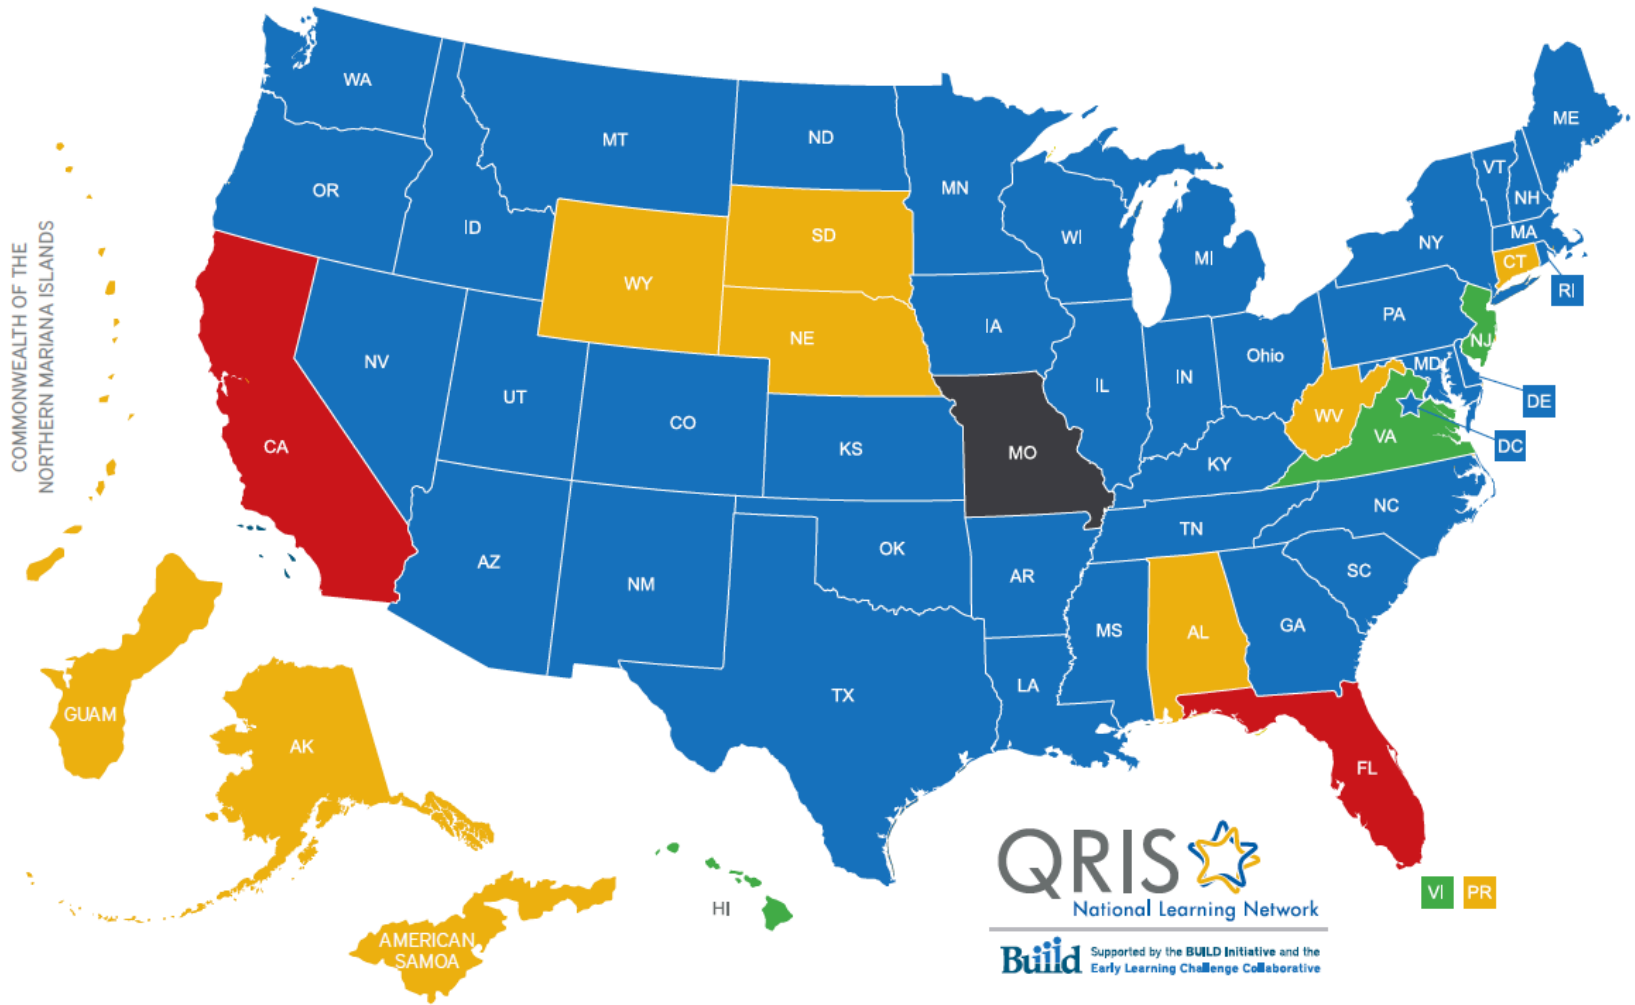 COMMONWEALTH OF THE
NORTHERN MARIANA ISLANDS
WA
MT
ND
MN
OR
ID
WY
SD
WI
MI
NY
VT
NH
ME
MA
CT
RI
NE
IA
PA
NJ
NV
UT
CO
KS
MO
IL
IN
Ohio
WV
MD
DE
DC
VA
KY
CA
AZ
NM
OK
AR
TN
NC
SC
MS
AL
GA
LA
TX
FL
GUAM
AK
HI
AMERICAN
SAMOA
VI
PR
QRIS
National Learning Network
Build
Supported by the BUILD Initiative and the
Early Learning Challenge Collaborative